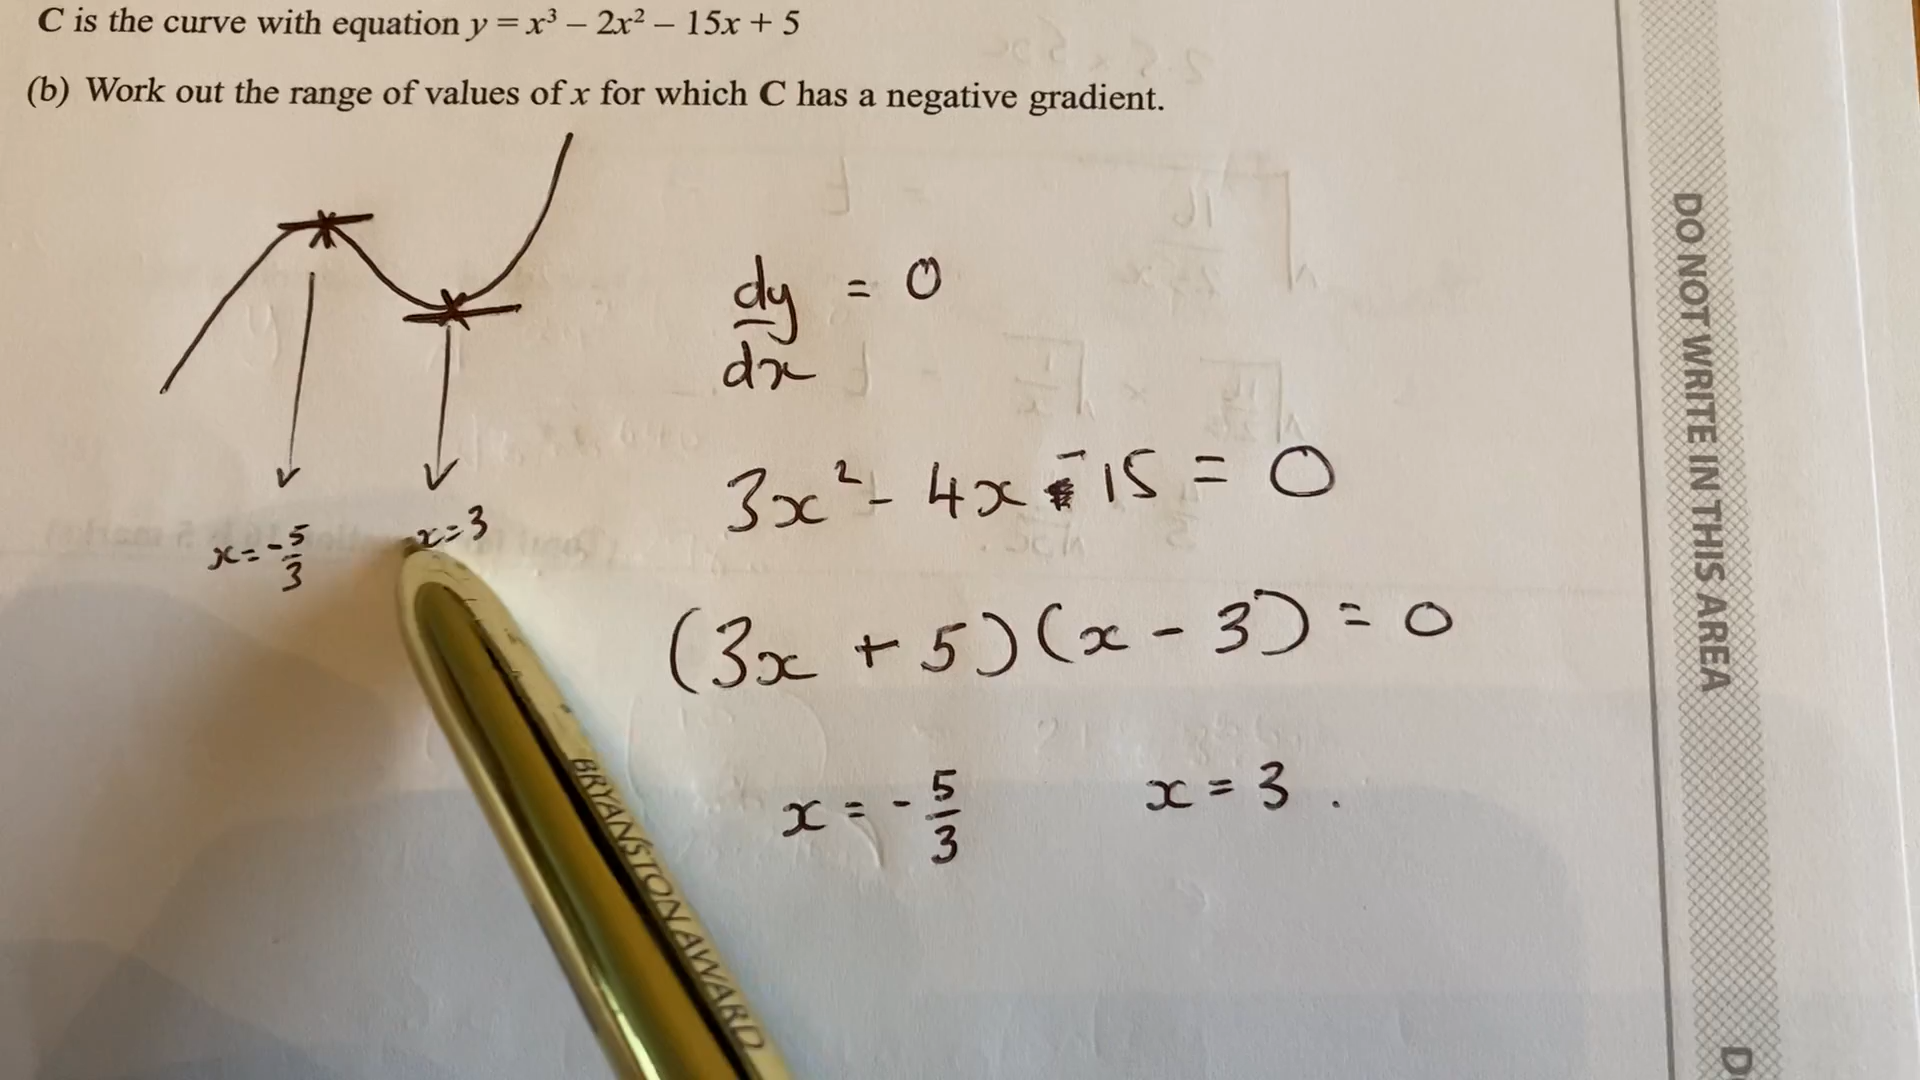 C is the curve with equation y = x³ – 2x² – 15x + 5
(b) Work out the range of values of x for which C has a negative gradient.
dy/dx = 0
3x² - 4x - 15 = 0
(3x + 5)(x - 3) = 0
x = -5/3 x = 3 .
x = -5/3 x = 3
BRYANSTON AWARD
DO NOT WRITE IN THIS AREA